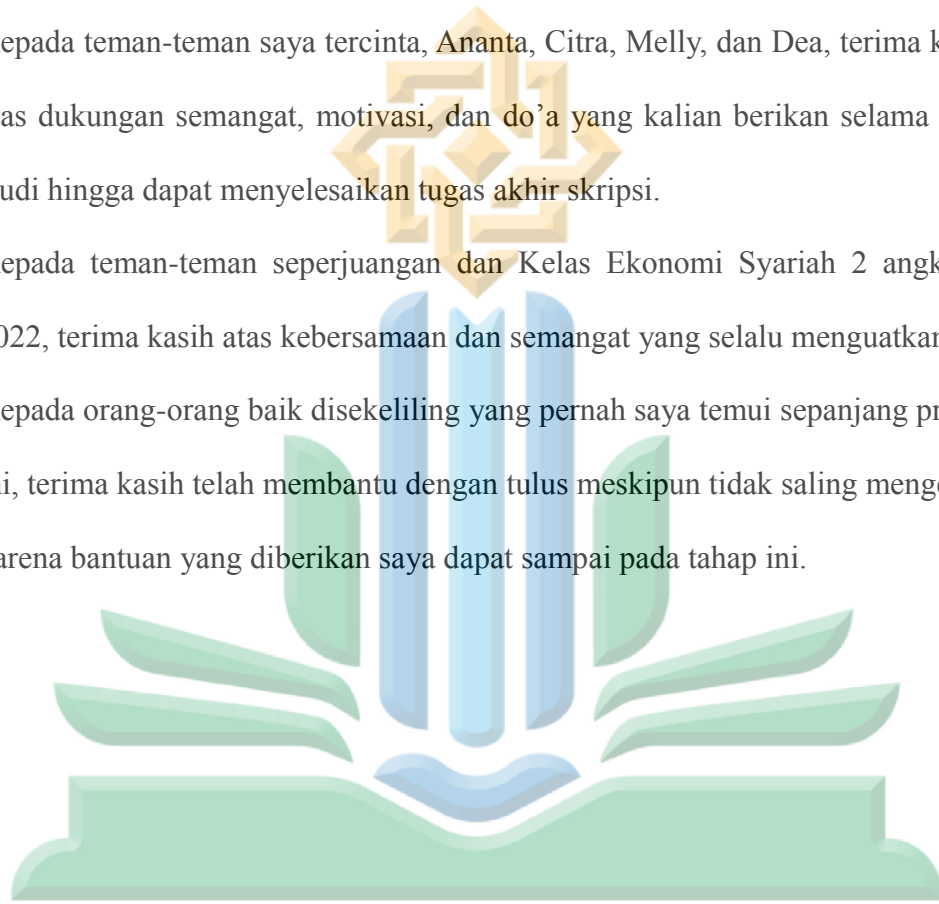 epada teman-teman saya tercinta, Ananta, Citra, Melly, dan Dea, terima k
as dukungan semangat, motivasi, dan do’a yang kalian berikan selama
udi hingga dapat menyelesaikan tugas akhir skripsi.
epada teman-teman seperjuangan dan Kelas Ekonomi Syariah 2 angk
022, terima kasih atas kebersamaan dan semangat yang selalu menguatkan
epada orang-orang baik disekeliling yang pernah saya temui sepanjang pr
i, terima kasih telah membantu dengan tulus meskipun tidak saling meng
arena bantuan yang diberikan saya dapat sampai pada tahap ini.